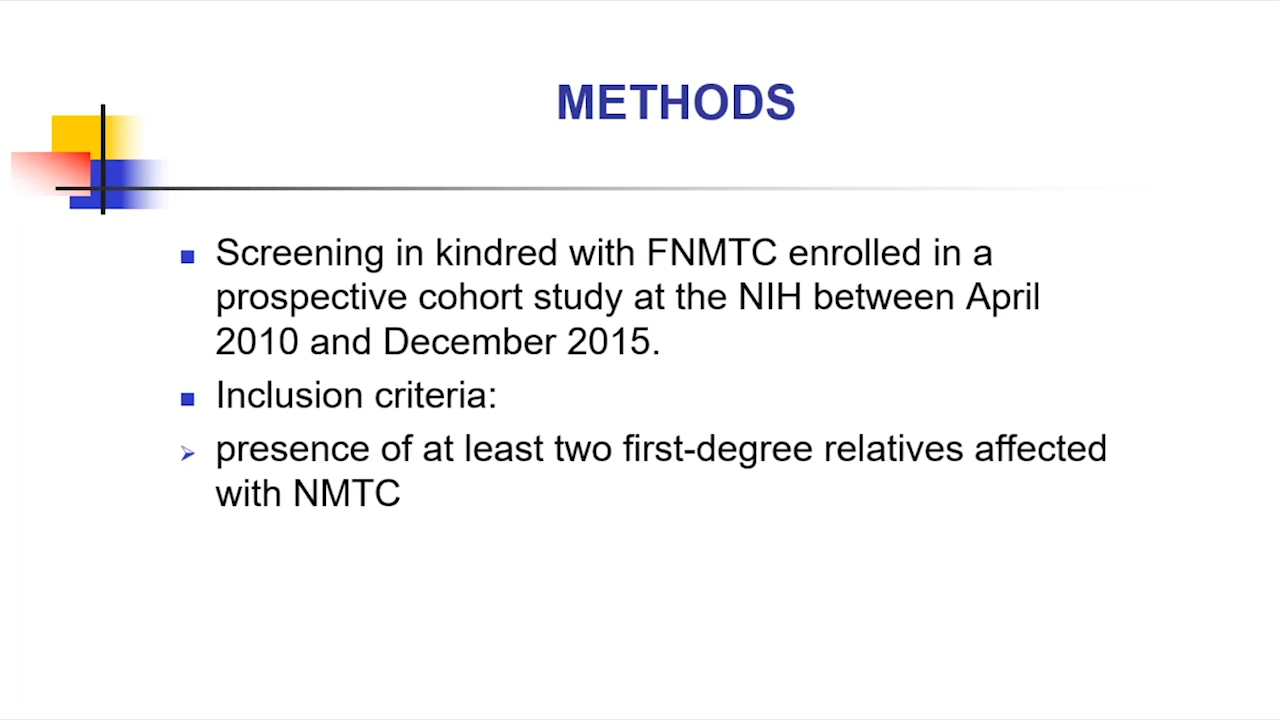 METHODS
Screening in kindred with FNMTC enrolled in a
prospective cohort study at the NIH between April
2010 and December 2015.
Inclusion criteria:
presence of at least two first-degree relatives affected
with NMTC